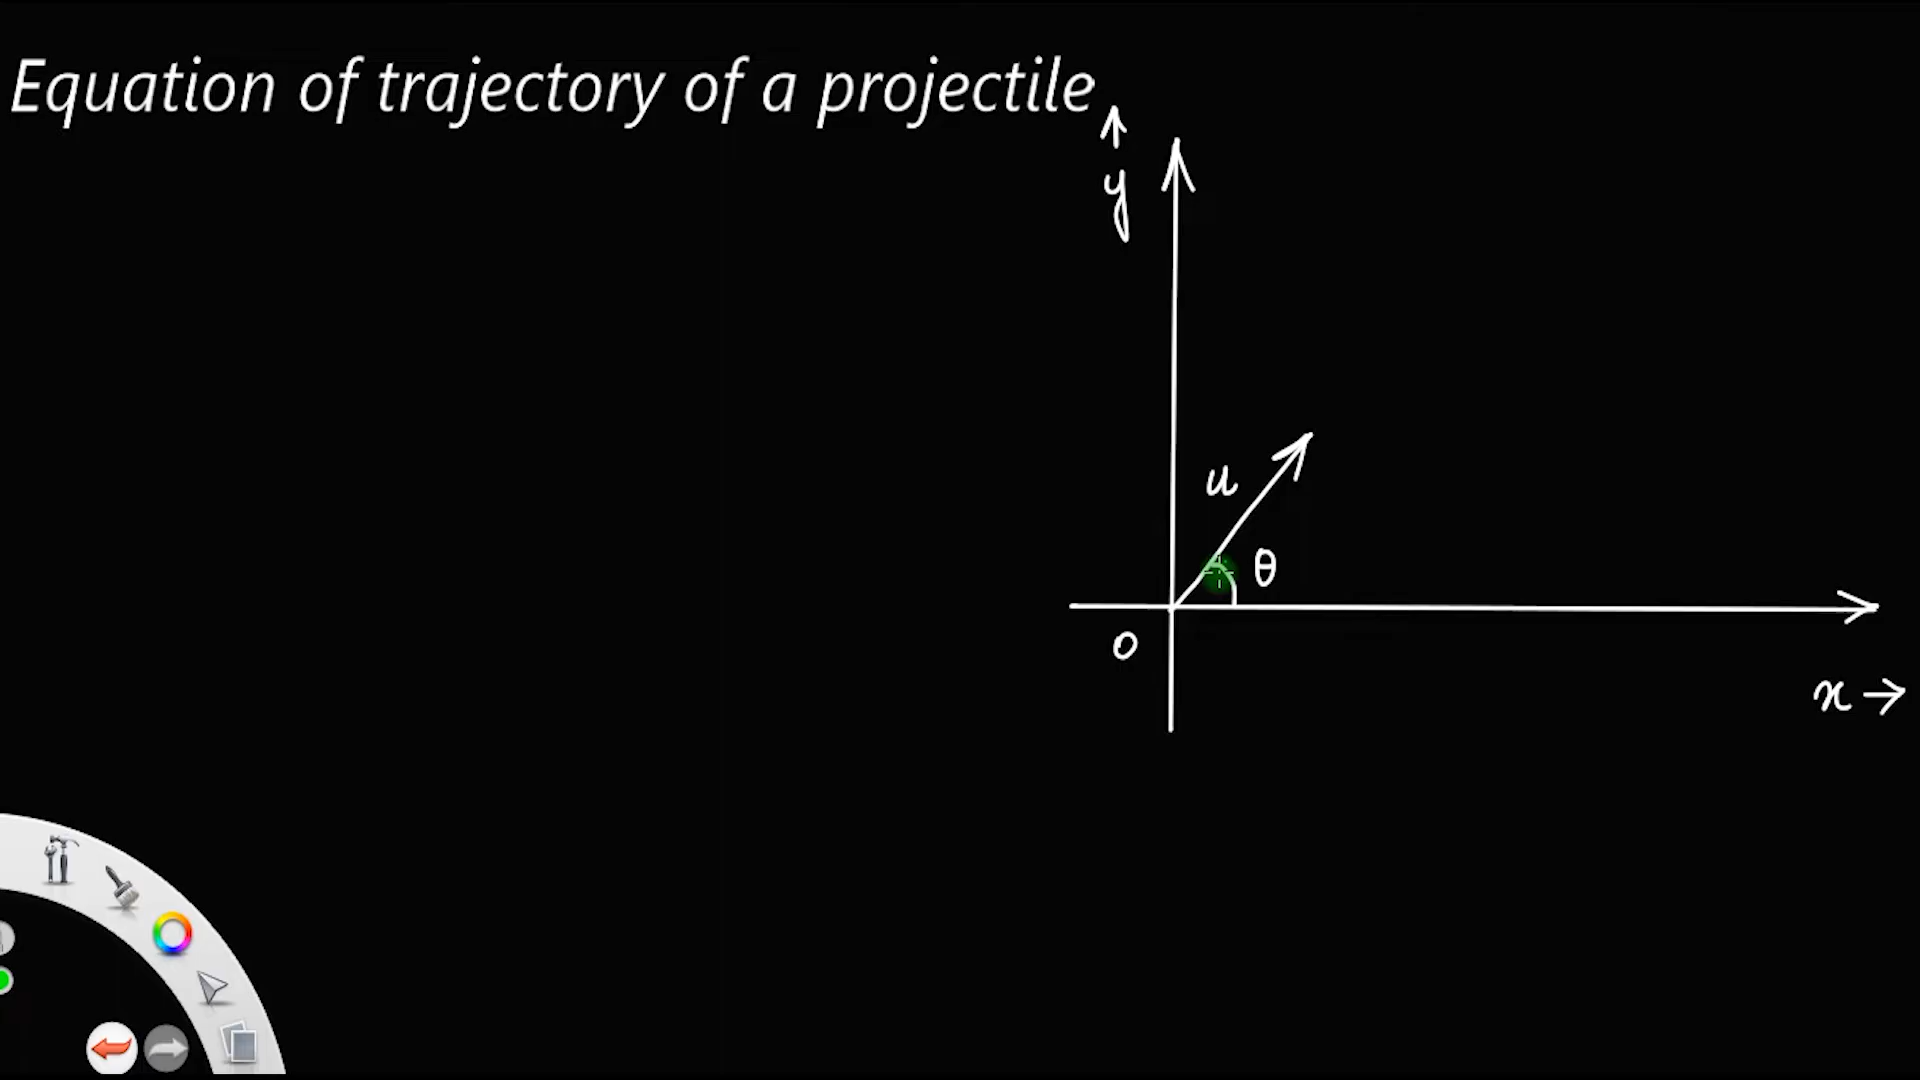 Equation of trajectory of a projectile
↑
y
u
θ
O
x →